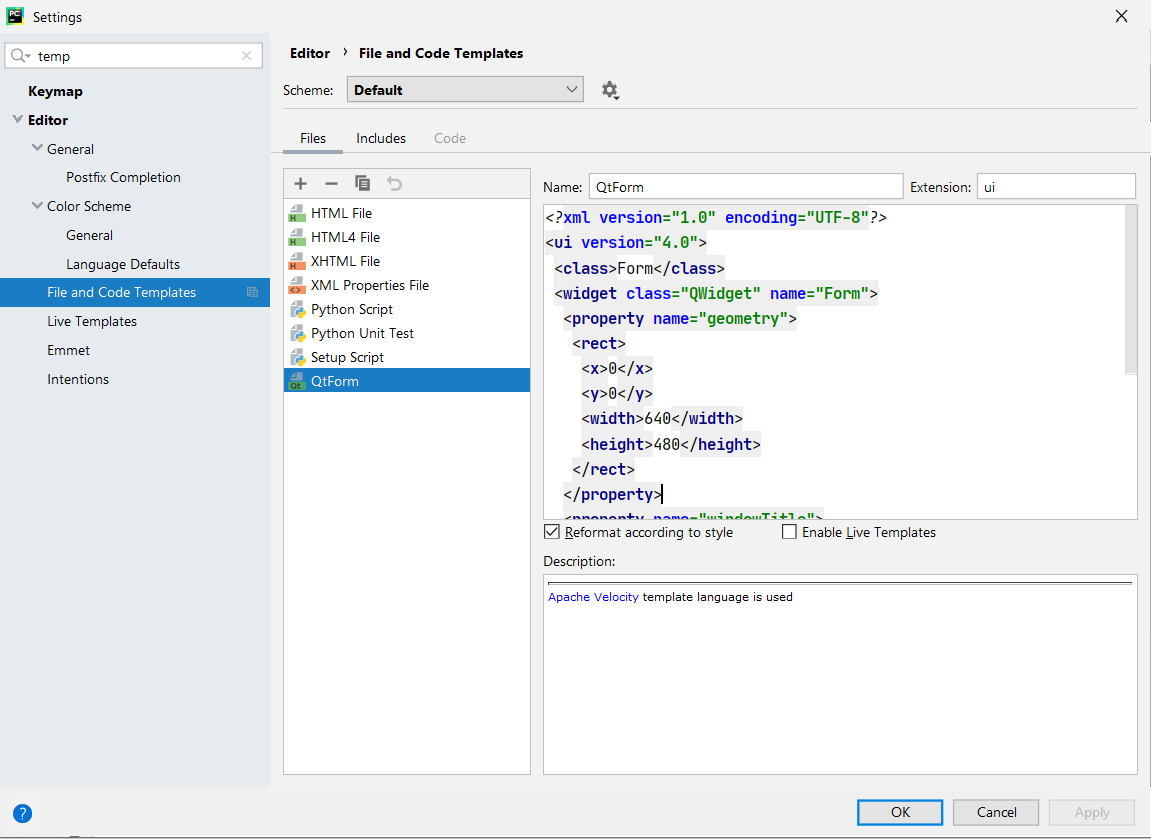 PC
Settings
temp
Keymap
Editor
General
Postfix Completion
Color Scheme
General
Language Defaults
File and Code Templates
Live Templates
Emmet
Intentions
Editor › File and Code Templates
Scheme: Default
Files Includes Code
HTML File
HTML4 File
XHTML File
XML Properties File
Python Script
Python Unit Test
Setup Script
QtForm
Name: QtForm Extension: ui
<?xml version="1.0" encoding="UTF-8"?>
<ui version="4.0">
<class>Form</class>
<widget class="QWidget" name="Form">
<property name="geometry">
<rect>
<x>0</x>
<y>0</y>
<width>640</width>
<height>480</height>
</rect>
</property>
<property name="windowTitle">
Reformat according to style Enable Live Templates
Description:
Apache Velocity template language is used
?
OK Cancel Apply